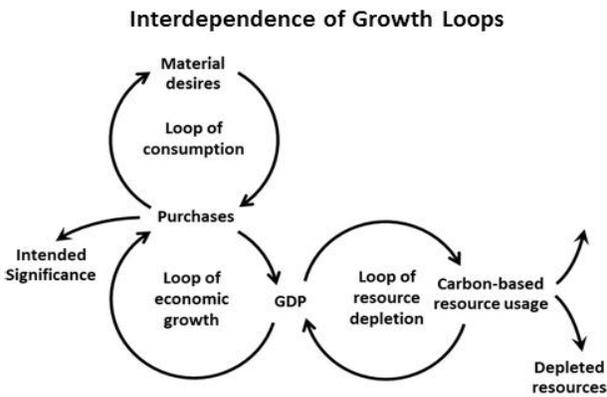 Interdependence of Growth Loops
Material
desires
Loop of
consumption
Purchases
Intended
Significance
Loop of
economic
growth
GDP
Loop of
resource
depletion
Carbon-based
resource usage
Depleted
resources